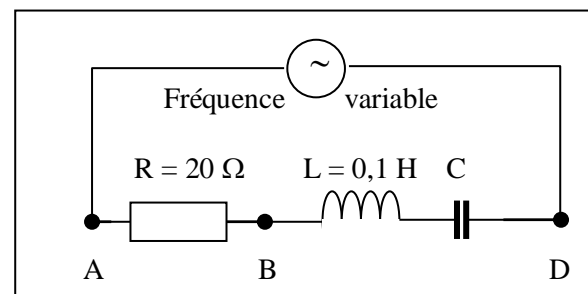 ~
Fréquence variable
R = 20 Ω L = 0,1 H C
A B D